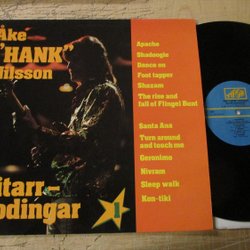 Åke
"HANK"
Nilsson
Apache
Shadoogie
Dance on
Foot tapper
Shazam
The rise and
fall of Flingel Bunt
Santa Ana
Turn around
and touch me
Geronimo
Nivram
Sleep walk
Kon-tiki
itarr-
odingar
1